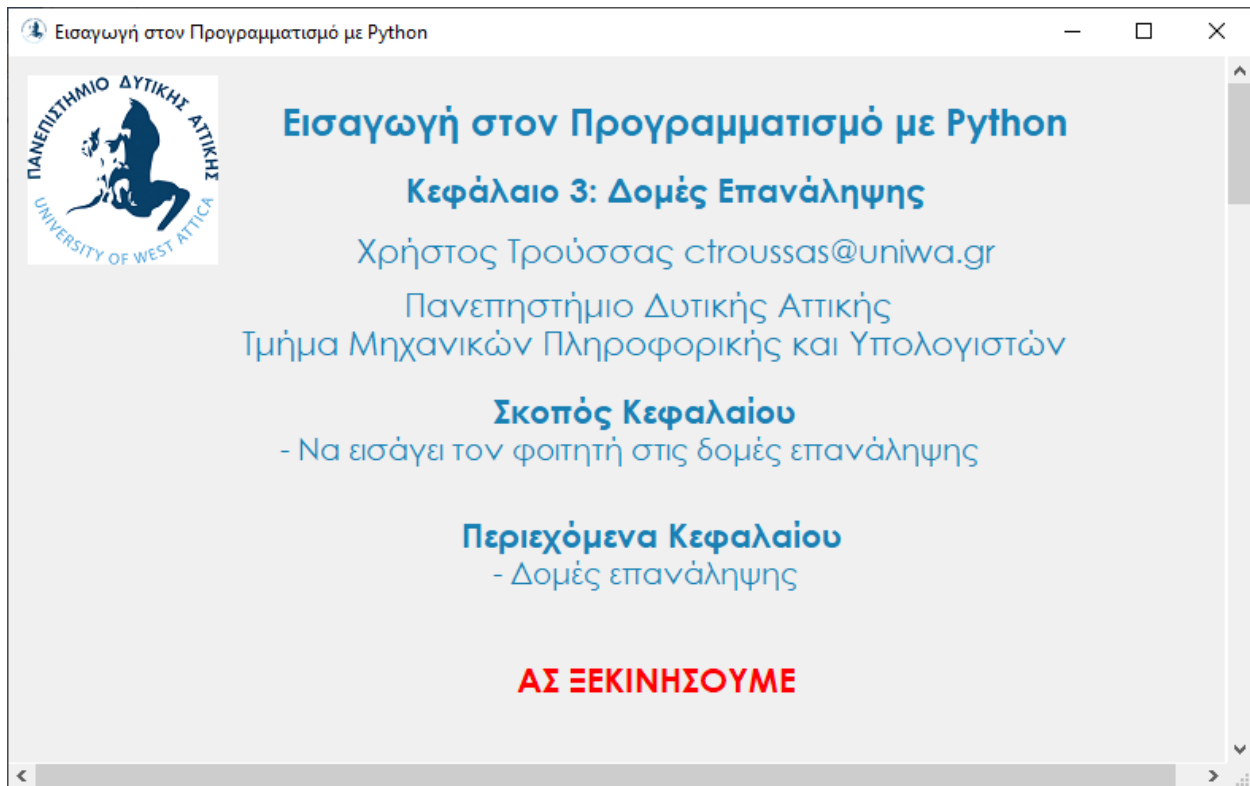 Εισαγωγή στον Προγραμματισμό με Python
ΠΑΝΕΠΙΣΤΗΜΙΟ ΔΥΤΙΚΗΣ ΑΤΤΙΚΗΣ
UNIVERSITY OF WEST ATTICA
Εισαγωγή στον Προγραμματισμό με Python
Κεφάλαιο 3: Δομές Επανάληψης
Χρήστος Τρούσσας ctroussas@uniwa.gr
Πανεπηστήμιο Δυτικής Αττικής
Τμήμα Μηχανικών Πληροφορικής και Υπολογιστών
Σκοπός Κεφαλαίου
- Να εισάγει τον φοιτητή στις δομές επανάληψης
Περιεχόμενα Κεφαλαίου
- Δομές επανάληψης
ΑΣ ΞΕΚΙΝΗΣΟΥΜΕ